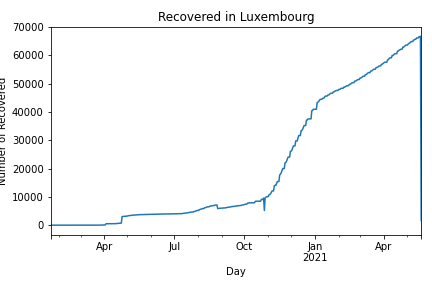 Recovered in Luxembourg
70000
60000
50000
40000
30000
20000
10000
0
Number of Recovered
Apr Jul Oct Jan Apr
2021
Day